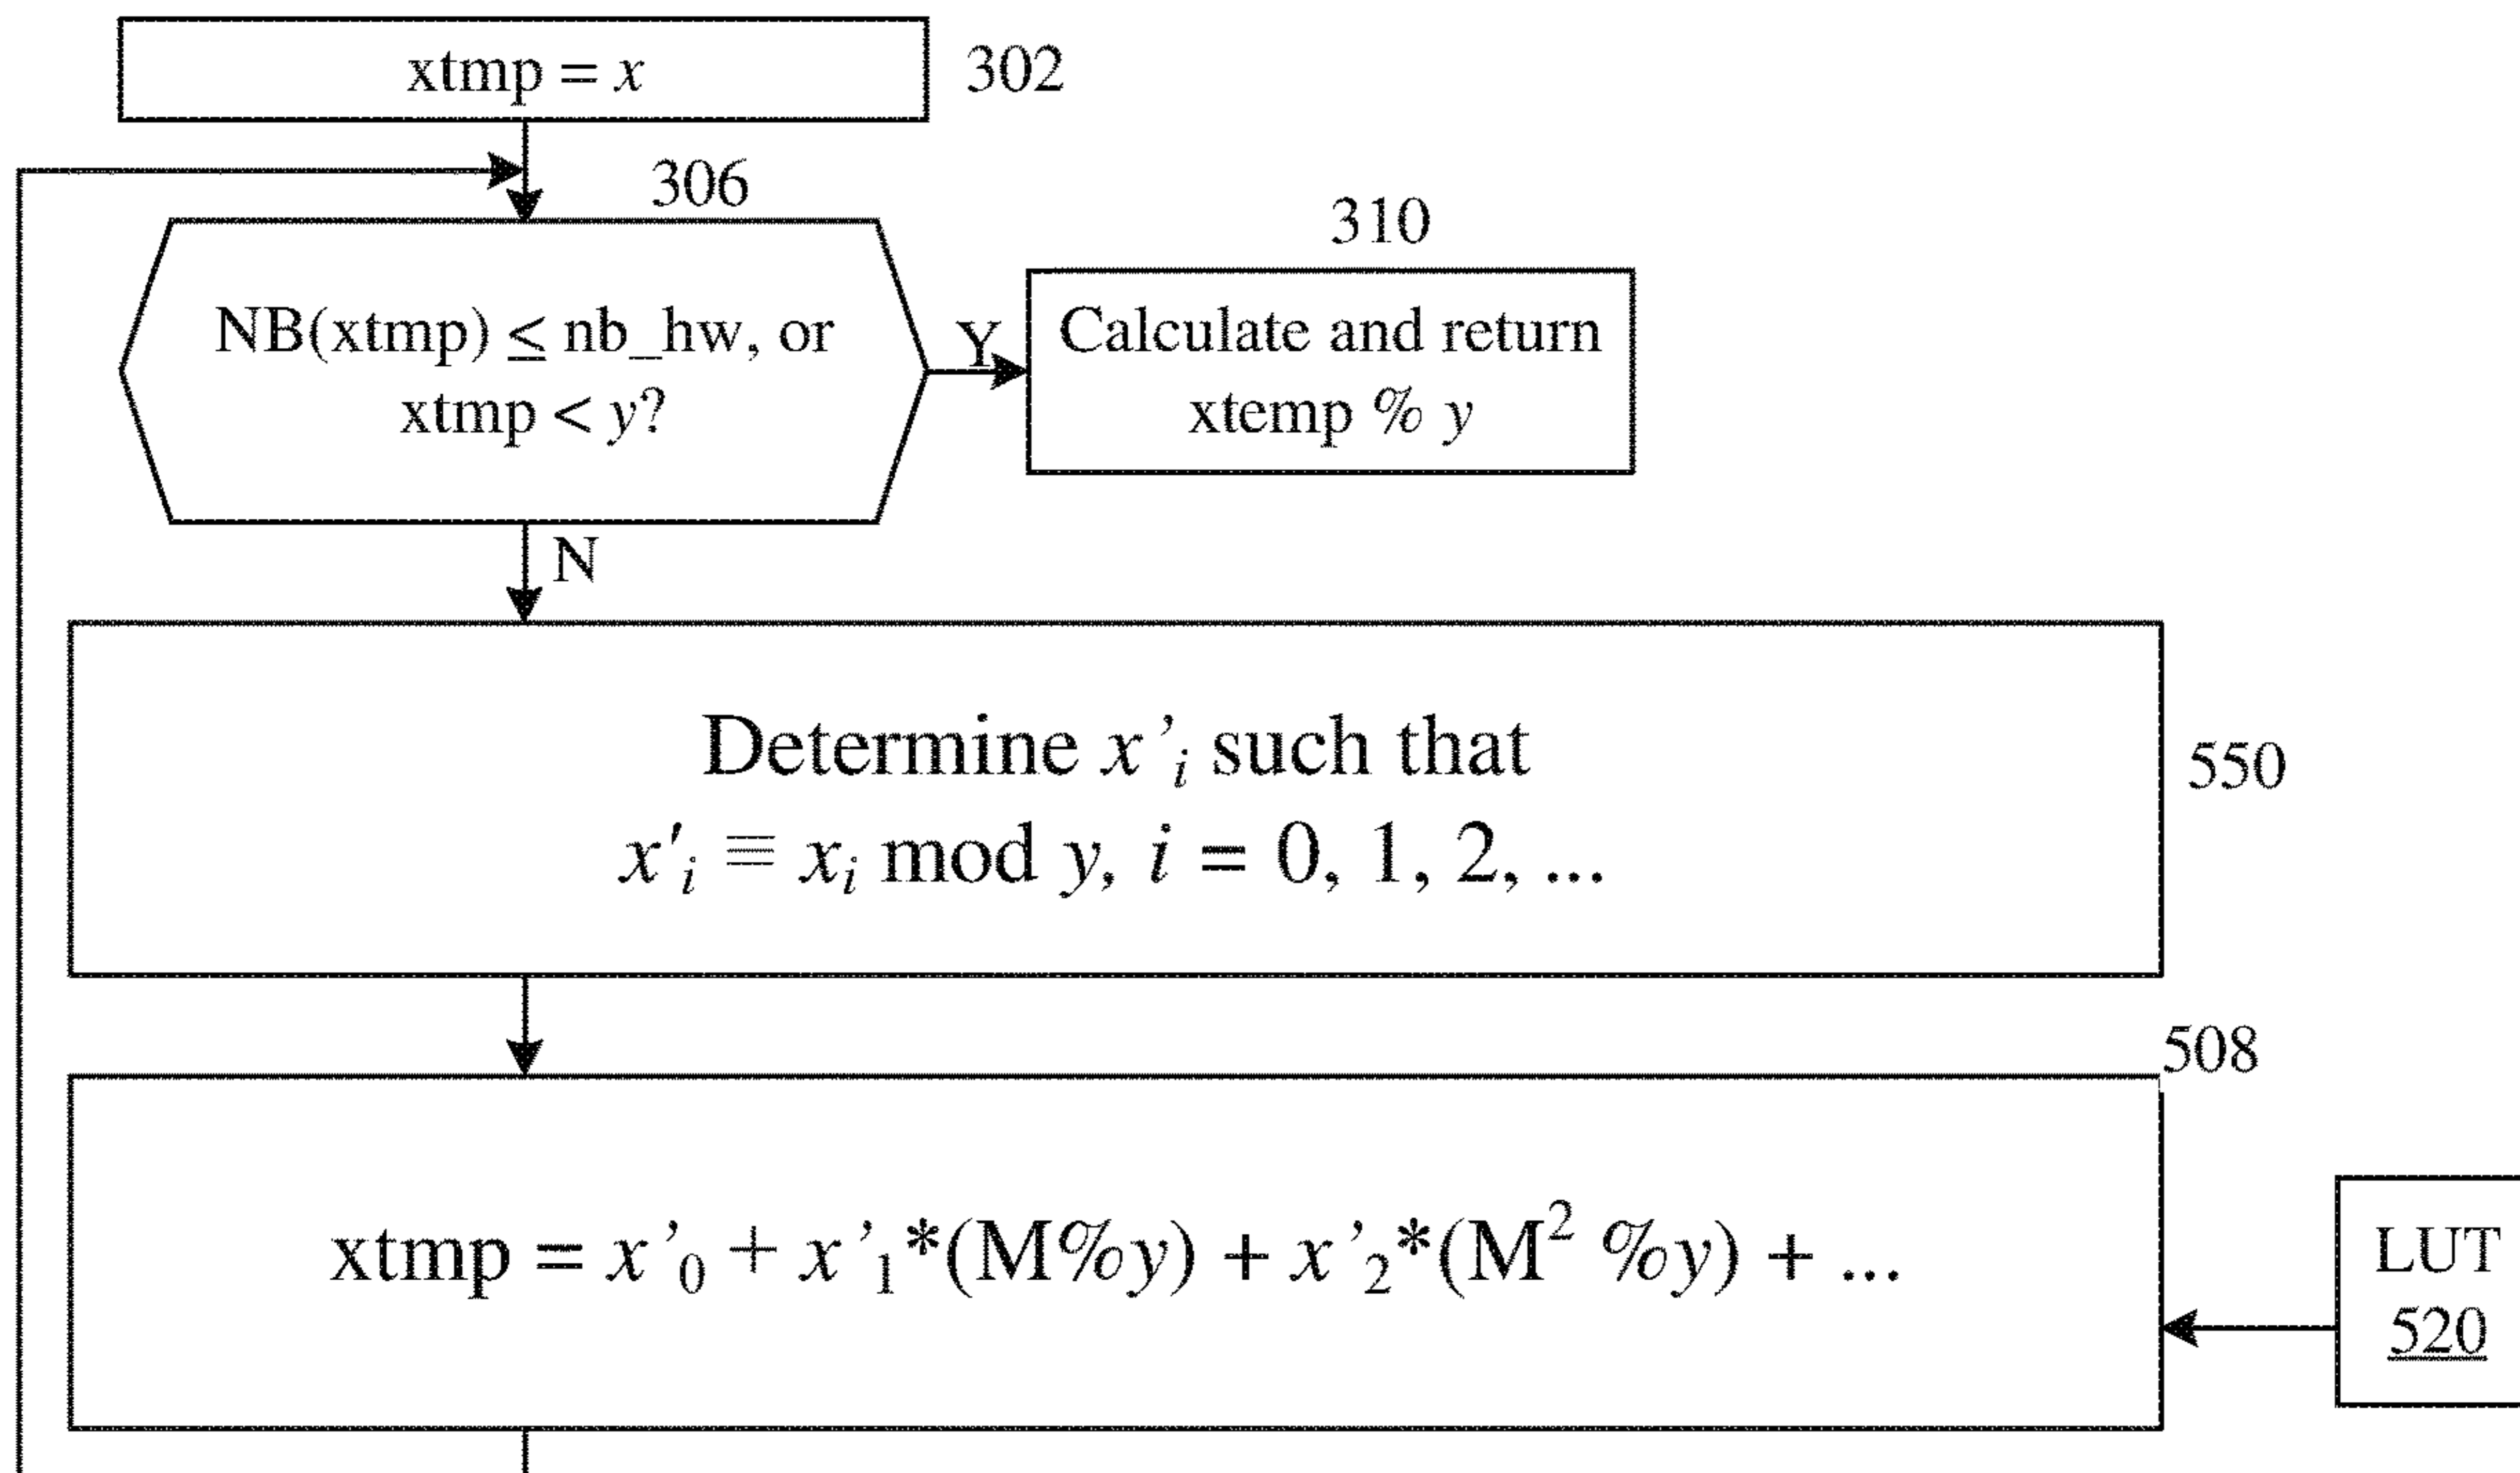 xtmp = x
302
306
NB(xtmp) ≤ nb_hw, or
xtmp < y?
Y
310
Calculate and return
xtemp % y
N
Determine x’ᵢ such that
x′ᵢ ≡ xᵢ mod y, i = 0, 1, 2, ...
550
508
xtmp = x’₀ + x’₁*(M%y) + x’₂*(M² %y) + ...
LUT
520